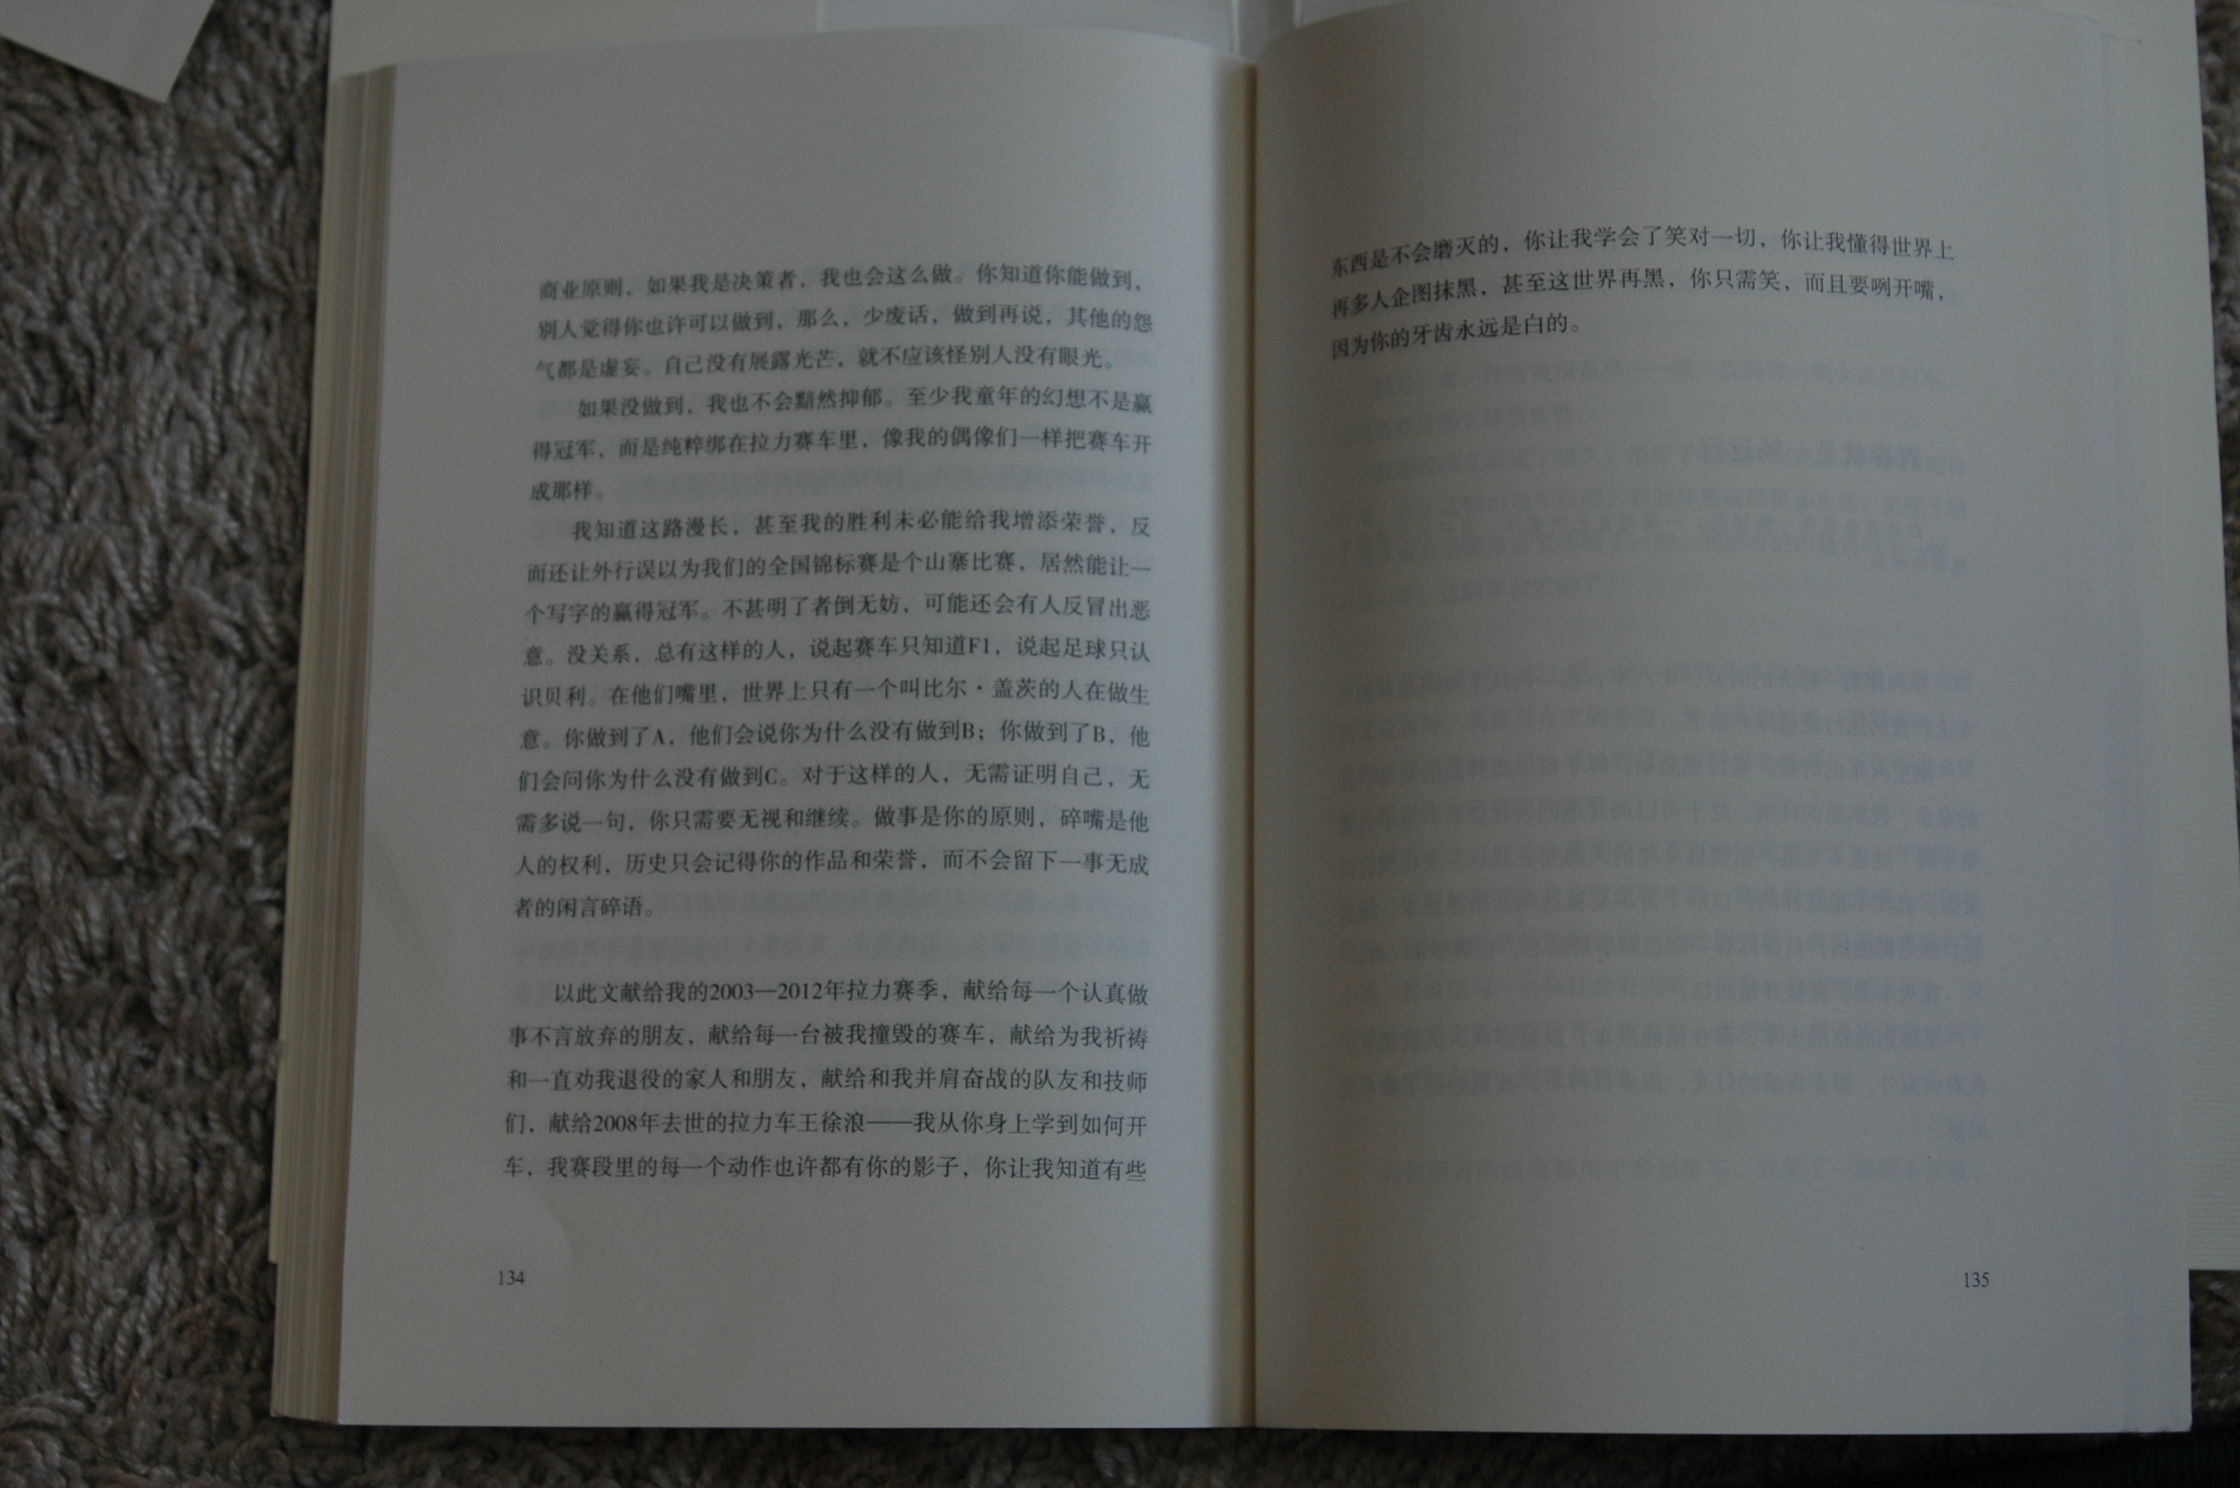 商业原则，如果我是决策者，我也会这么做。你知道你能做到，
别人觉得你也许可以做到，那么，少废话，做到再说，其他的怨
气都是虚妄。自己没有展露光芒，就不应该怪别人没有眼光。
如果没做到，我也不会黯然抑郁。至少我童年的幻想不是赢
得冠军，而是纯粹绑在拉力赛车里，像我的偶像们一样把赛车开
成那样。
我知道这路漫长，甚至我的胜利未必能给我增添荣誉，反
而还让外行误以为我们的全国锦标赛是个山寨比赛，居然能让一
个写字的赢得冠军。不甚明了者倒无妨，可能还会有人反冒出恶
意。没关系，总有这样的人，说起赛车只知道F1，说起足球只认
识贝利。在他们嘴里，世界上只有一个叫比尔·盖茨的人在做生
意。你做到了A，他们会说你为什么没有做到B；你做到了B，他
们会问你为什么没有做到C。对于这样的人，无需证明自己，无
需多说一句，你只需要无视和继续。做事是你的原则，碎嘴是他
人的权利，历史只会记得你的作品和荣誉，而不会留下一事无成
者的闲言碎语。
以此文献给我的2003—2012年拉力赛季，献给每一个认真做
事不言放弃的朋友，献给每一台被我撞毁的赛车，献给为我祈祷
和一直劝我退役的家人和朋友，献给和我并肩奋战的队友和技师
们，献给2008年去世的拉力车王徐浪——我从你身上学到如何开
车，我赛段里的每一个动作也许都有你的影子，你让我知道有些
134
东西是不会磨灭的，你让我学会了笑对一切，你让我懂得世界上
再多人企图抹黑，甚至这世界再黑，你只需笑，而且要咧开嘴，
因为你的牙齿永远是白的。
135